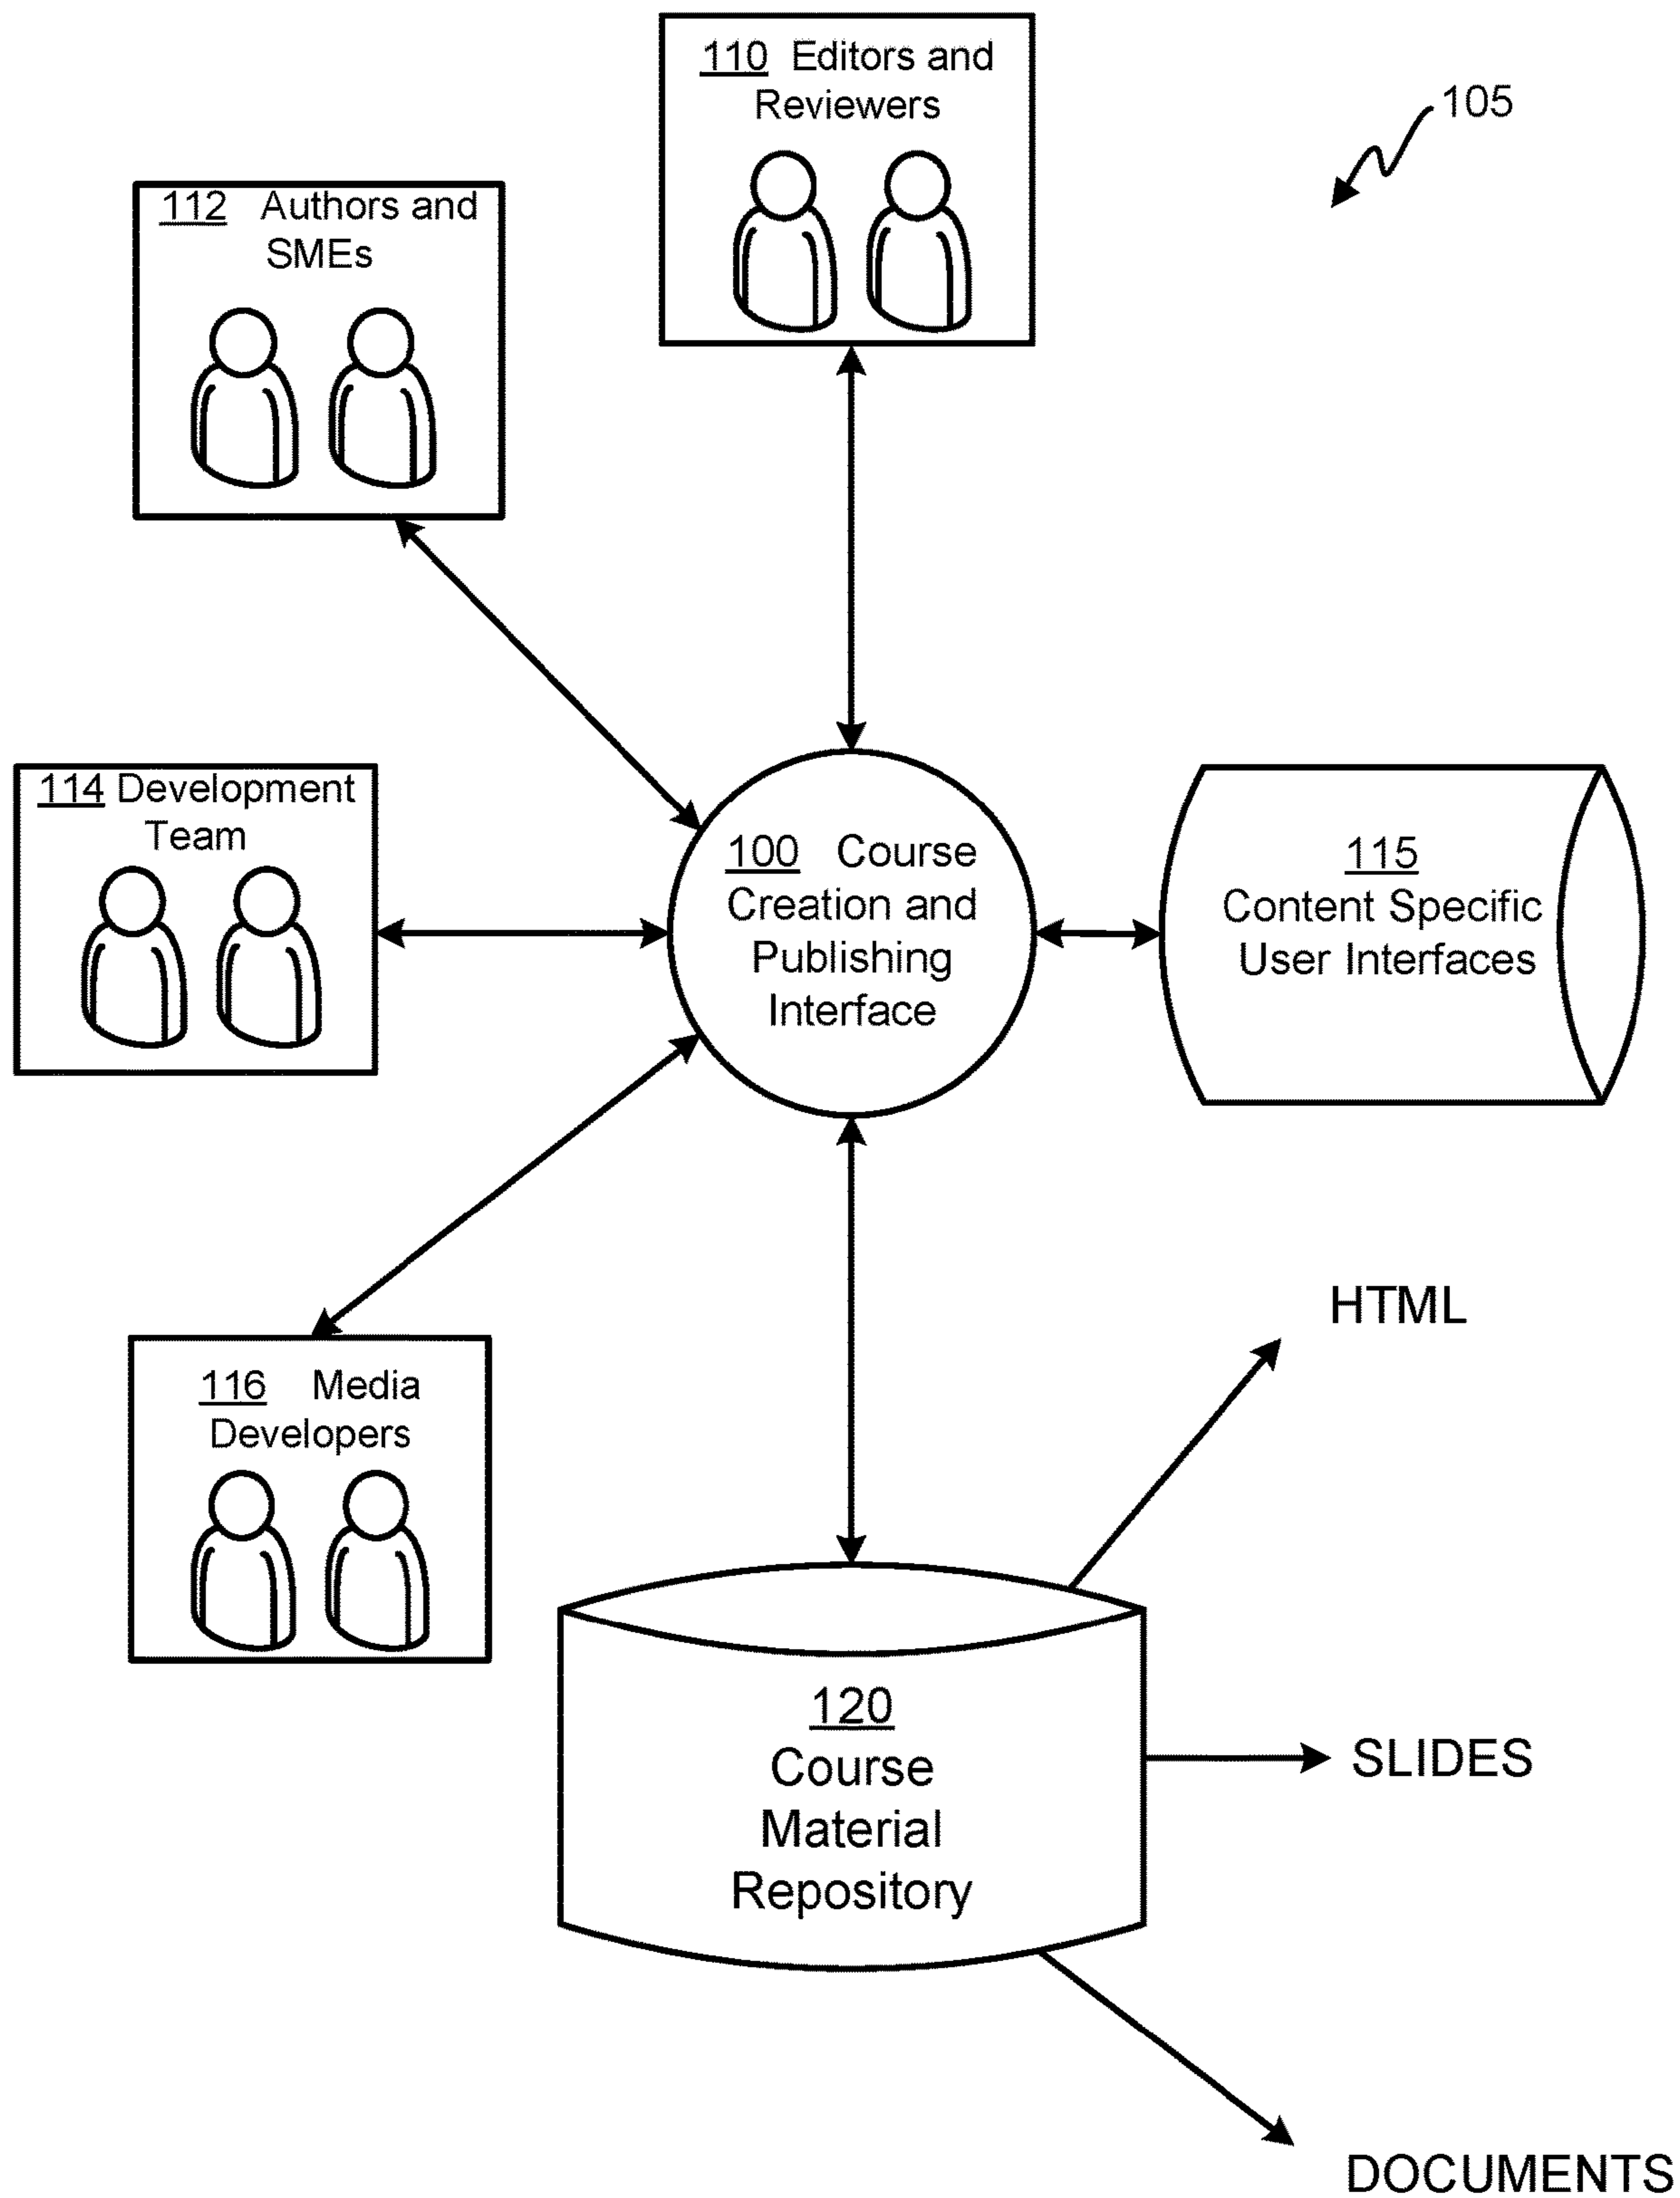 110 Editors and
Reviewers
105
112 Authors and
SMEs
114 Development
Team
100 Course
Creation and
Publishing
Interface
115
Content Specific
User Interfaces
HTML
116 Media
Developers
120
Course
Material
Repository
SLIDES
DOCUMENTS